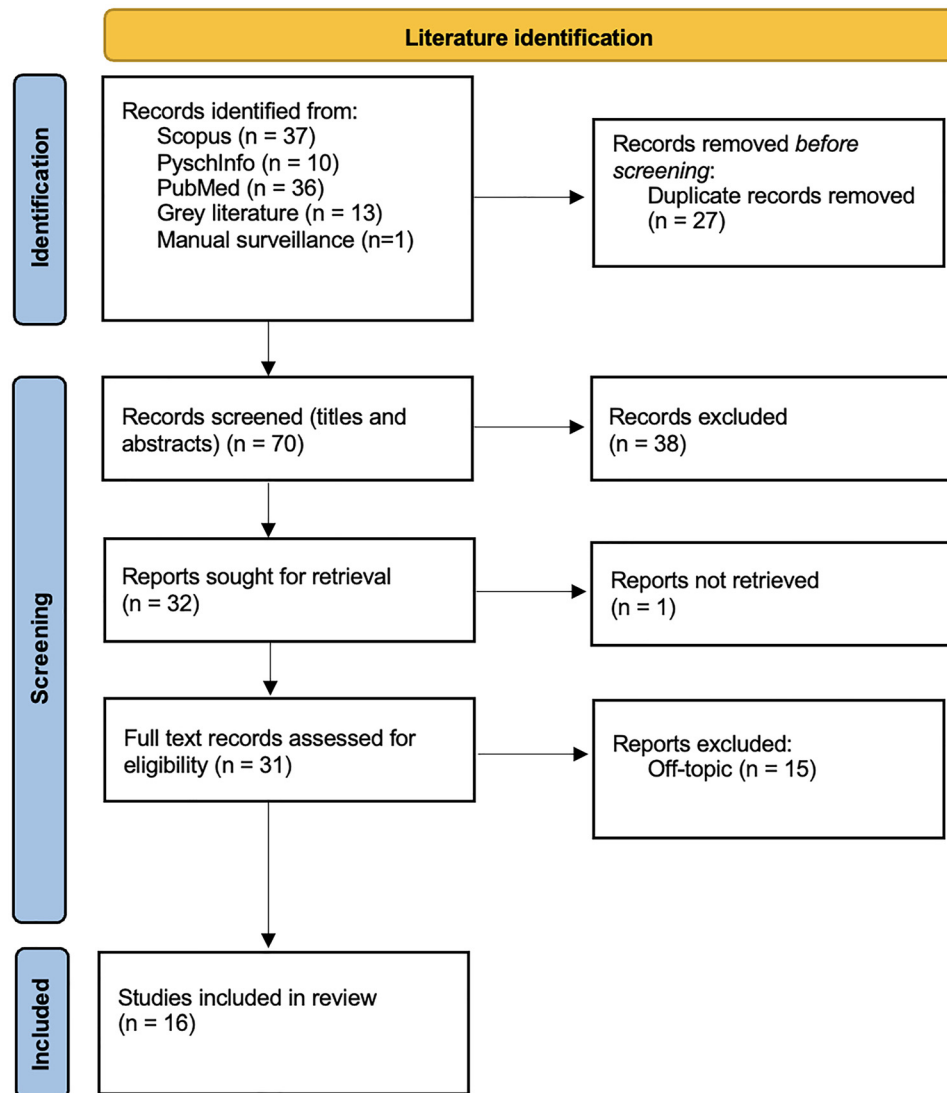 Literature identification
Identification
Records identified from:
Scopus (n = 37)
PyschInfo (n = 10)
PubMed (n = 36)
Grey literature (n = 13)
Manual surveillance (n=1)
Records removed before
screening:
Duplicate records removed
(n = 27)
Screening
Records screened (titles and
abstracts) (n = 70)
Records excluded
(n = 38)
Reports sought for retrieval
(n = 32)
Reports not retrieved
(n = 1)
Full text records assessed for
eligibility (n = 31)
Reports excluded:
Off-topic (n = 15)
Included
Studies included in review
(n = 16)